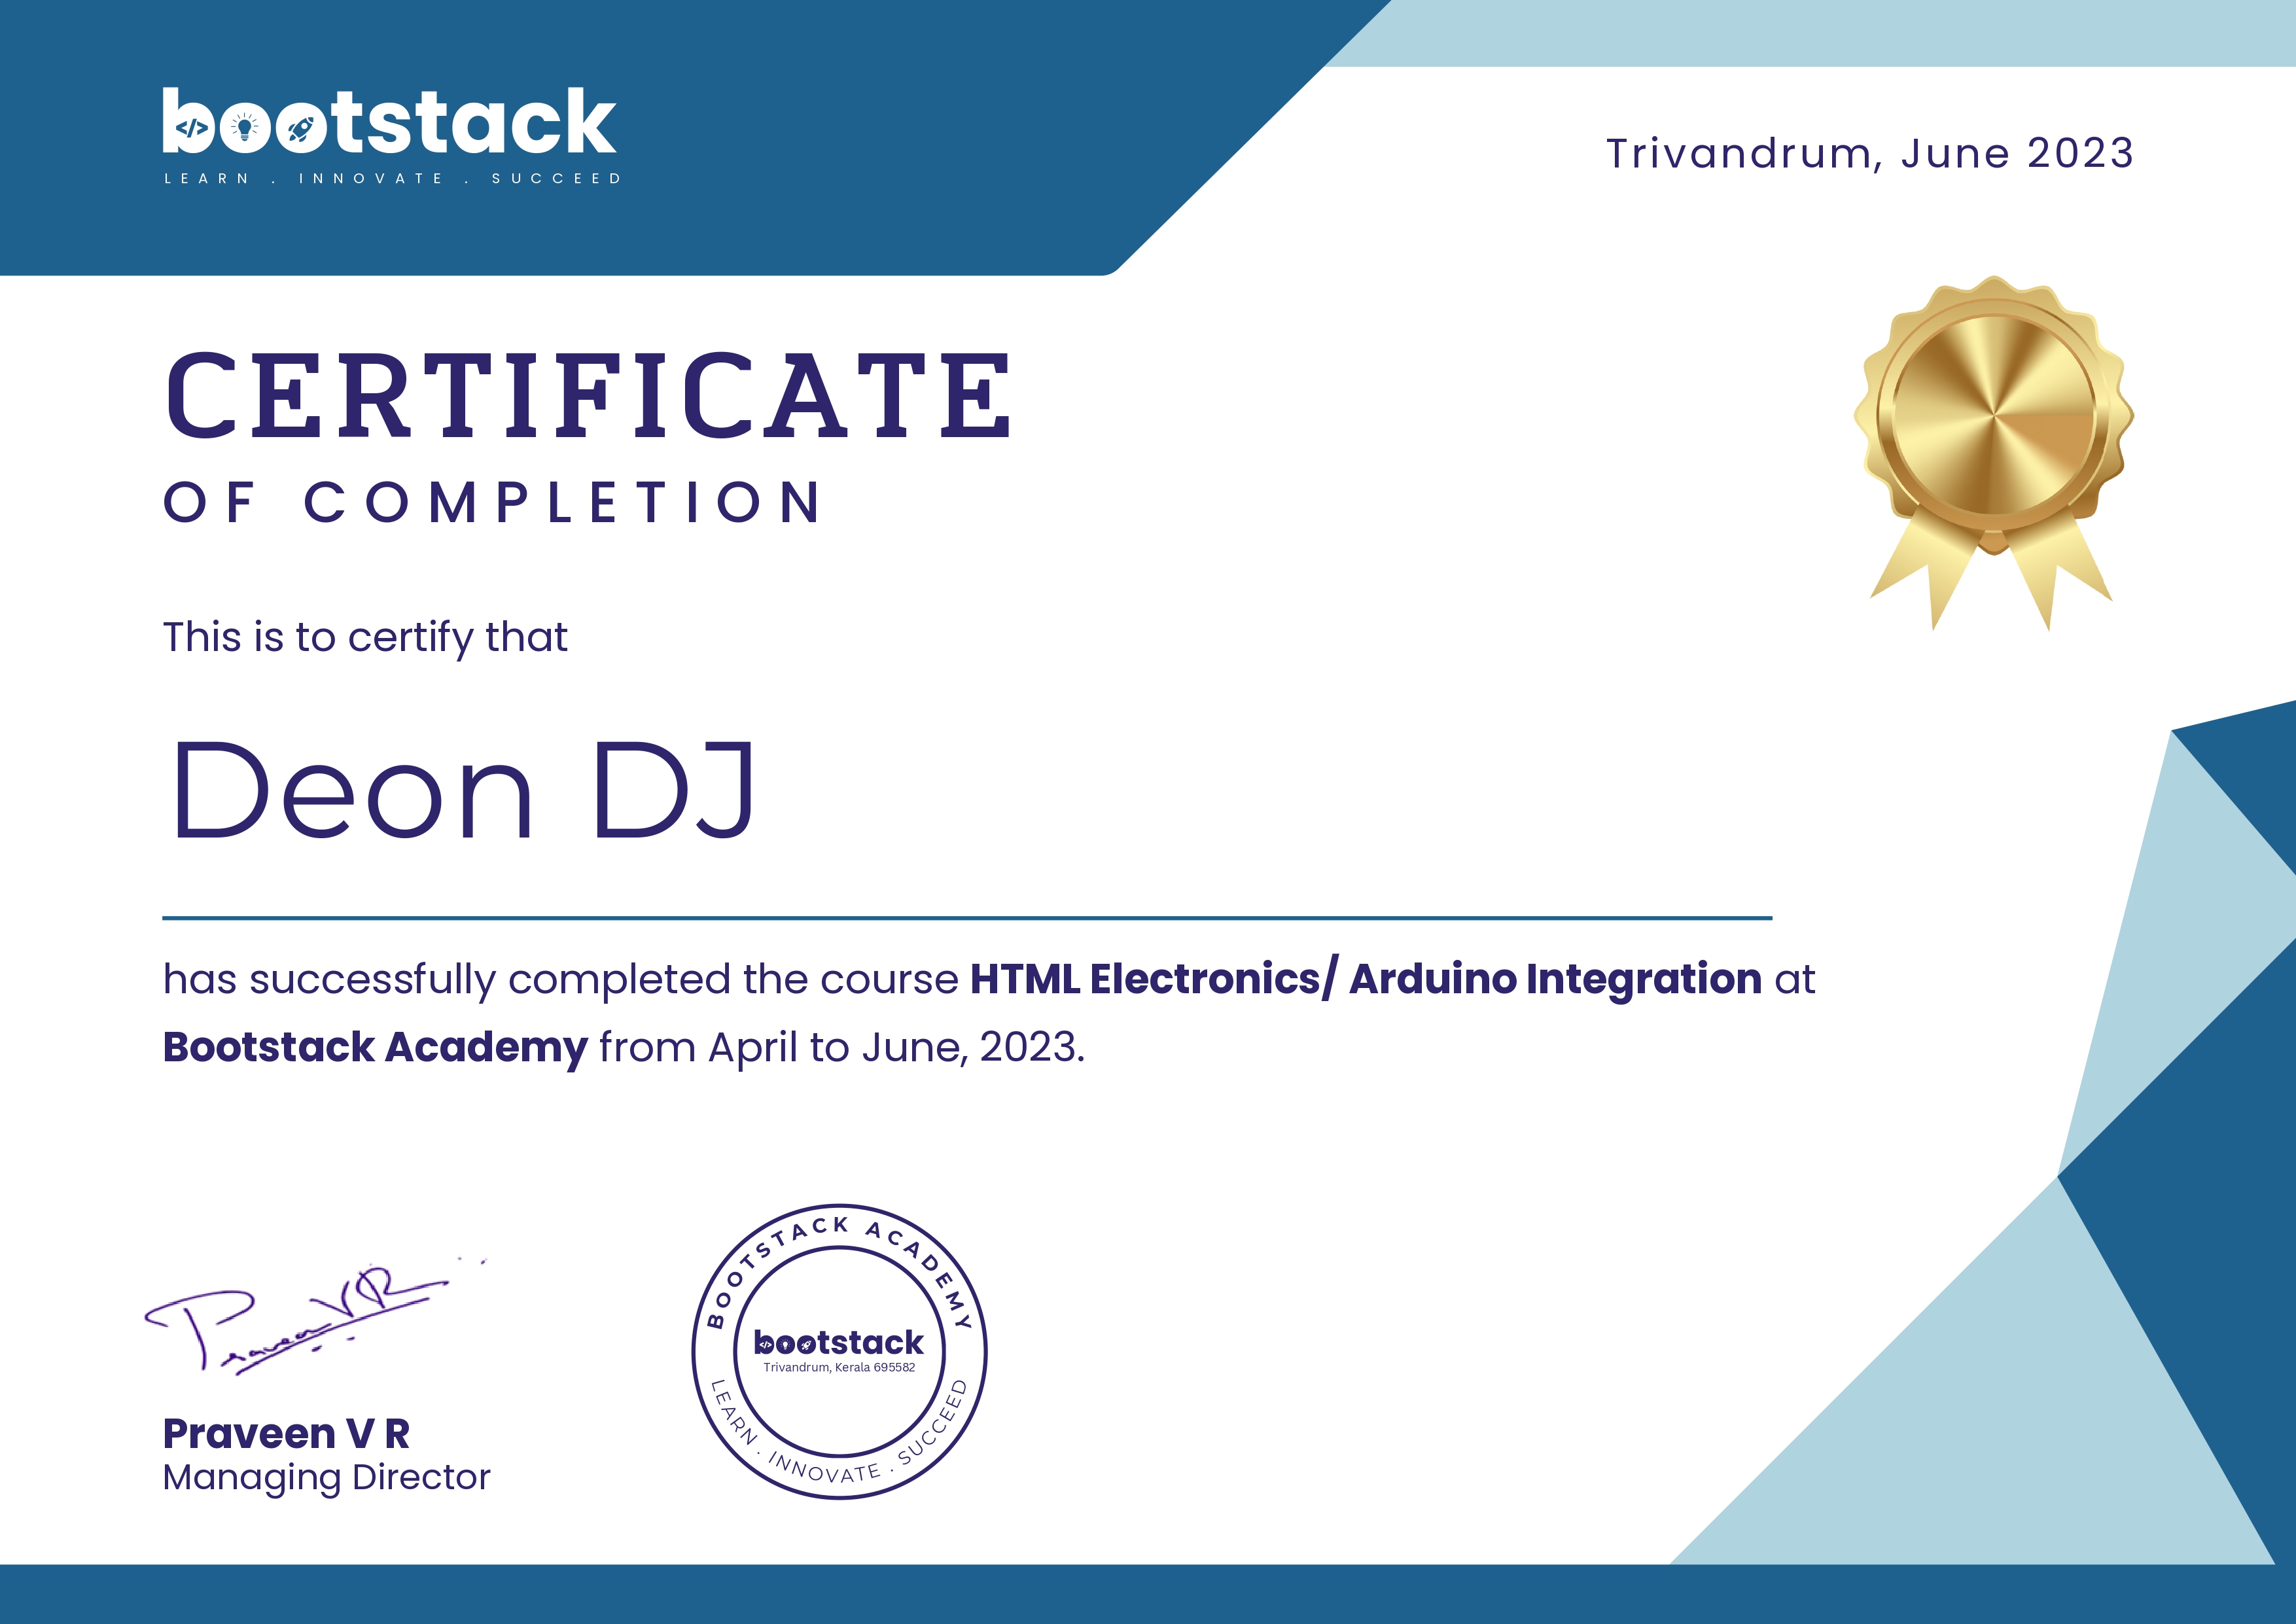 bootstack
LEARN . INNOVATE . SUCCEED
Trivandrum, June 2023
CERTIFICATE
OF COMPLETION
This is to certify that
Deon DJ
has successfully completed the course HTML Electronics/ Arduino Integration at
Bootstack Academy from April to June, 2023.
Praveen VR
Praveen V R
Managing Director
BOOTSTACK ACADEMY
bootstack
Trivandrum, Kerala 695582
LEARN . INNOVATE . SUCCEED